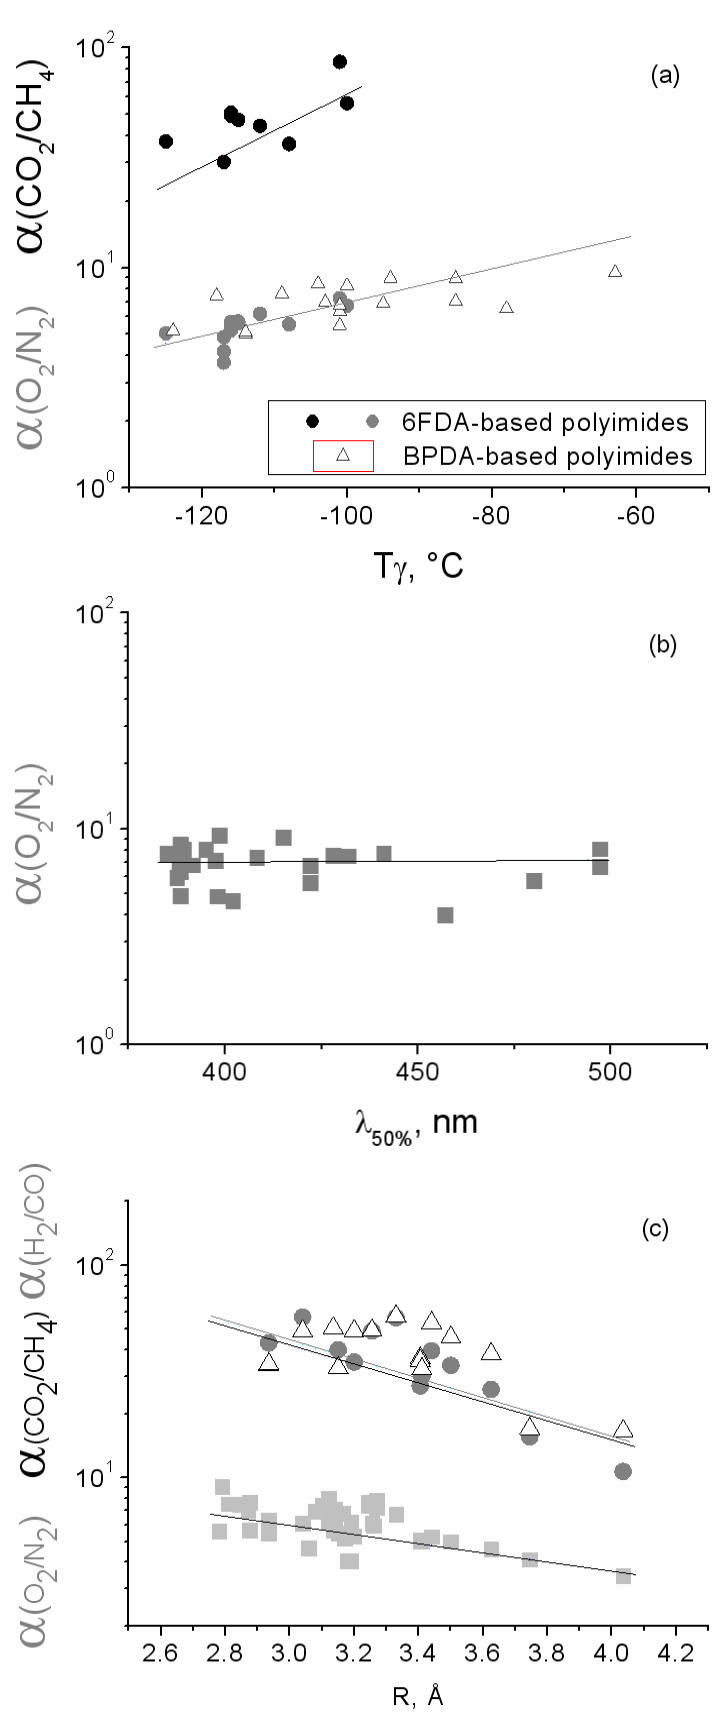 (a)
α(CO₂/CH₄)
α(O₂/N₂)
10²
10¹
10⁰
6FDA-based polyimides
BPDA-based polyimides
-120 -100 -80 -60
Tγ, °C
(b)
α(O₂/N₂)
10²
10¹
10⁰
400 450 500
λ50%, nm
(c)
α(H₂/CO)
α(CO₂/CH₄)
α(O₂/N₂)
10²
10¹
2.6 2.8 3.0 3.2 3.4 3.6 3.8 4.0 4.2
R, Å